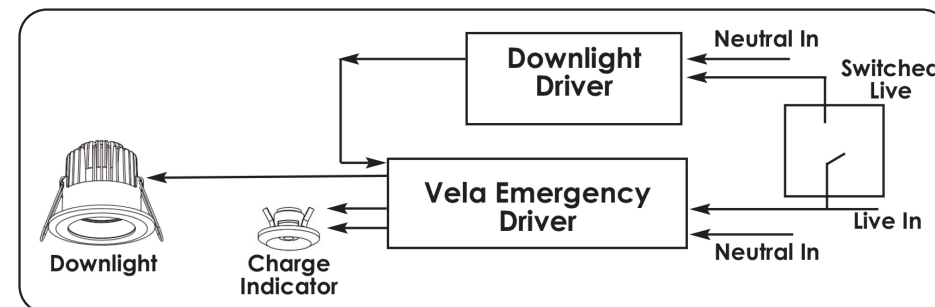 Neutral In
Downlight
Driver
Switched
Live
Vela Emergency
Driver
Live In
Neutral In
Downlight
Charge
Indicator